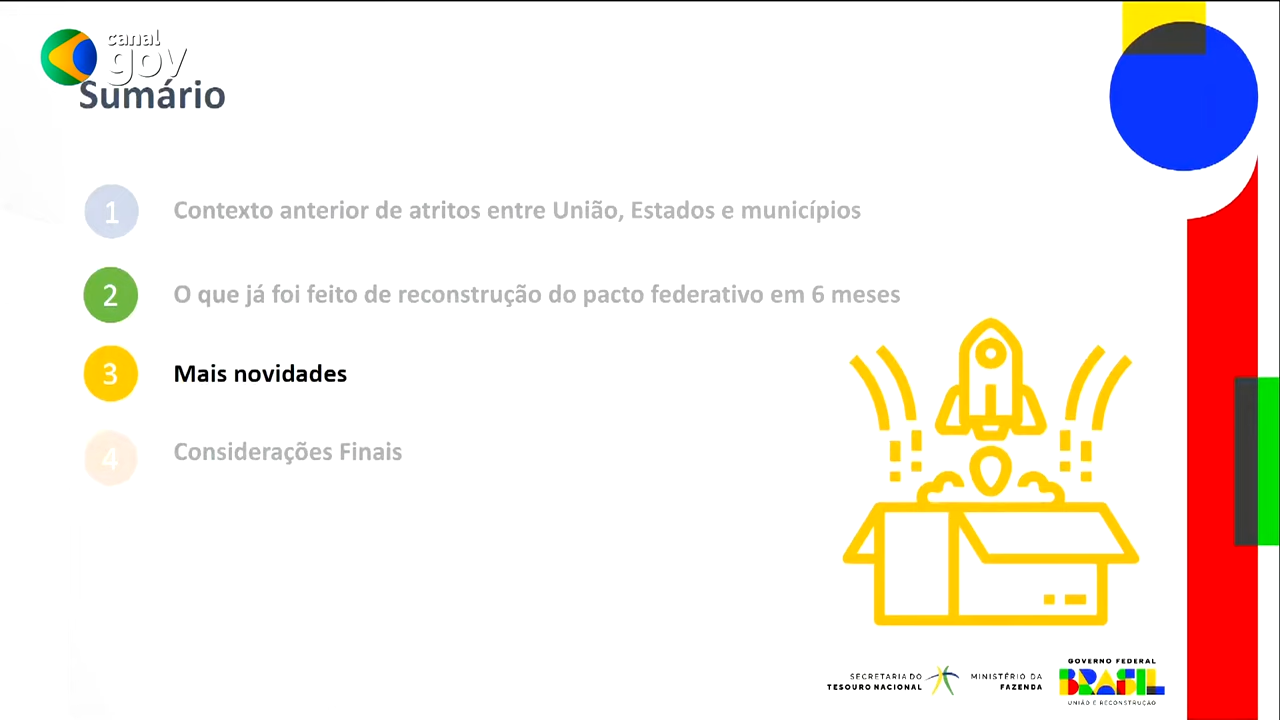 canal
gov
Sumário
1 Contexto anterior de atritos entre União, Estados e municípios
2 O que já foi feito de reconstrução do pacto federativo em 6 meses
3 Mais novidades
4 Considerações Finais
SECRETARIA DO
TESOURO NACIONAL
MINISTÉRIO DA
FAZENDA
GOVERNO FEDERAL
BRASIL
UNIÃO E RECONSTRUÇÃO